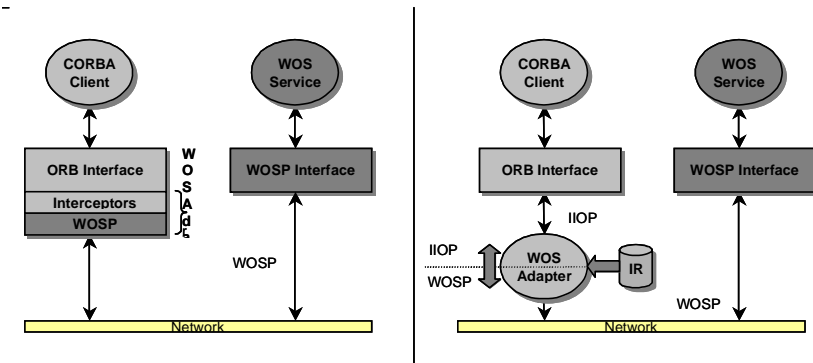 CORBA
Client
WOS
Service
ORB Interface
Interceptors
WOSP
W
O
S
A
d
WOSP Interface
WOSP
Network
CORBA
Client
WOS
Service
ORB Interface
WOSP Interface
IIOP
IIOP
WOSP
WOS
Adapter
IR
WOSP
Network